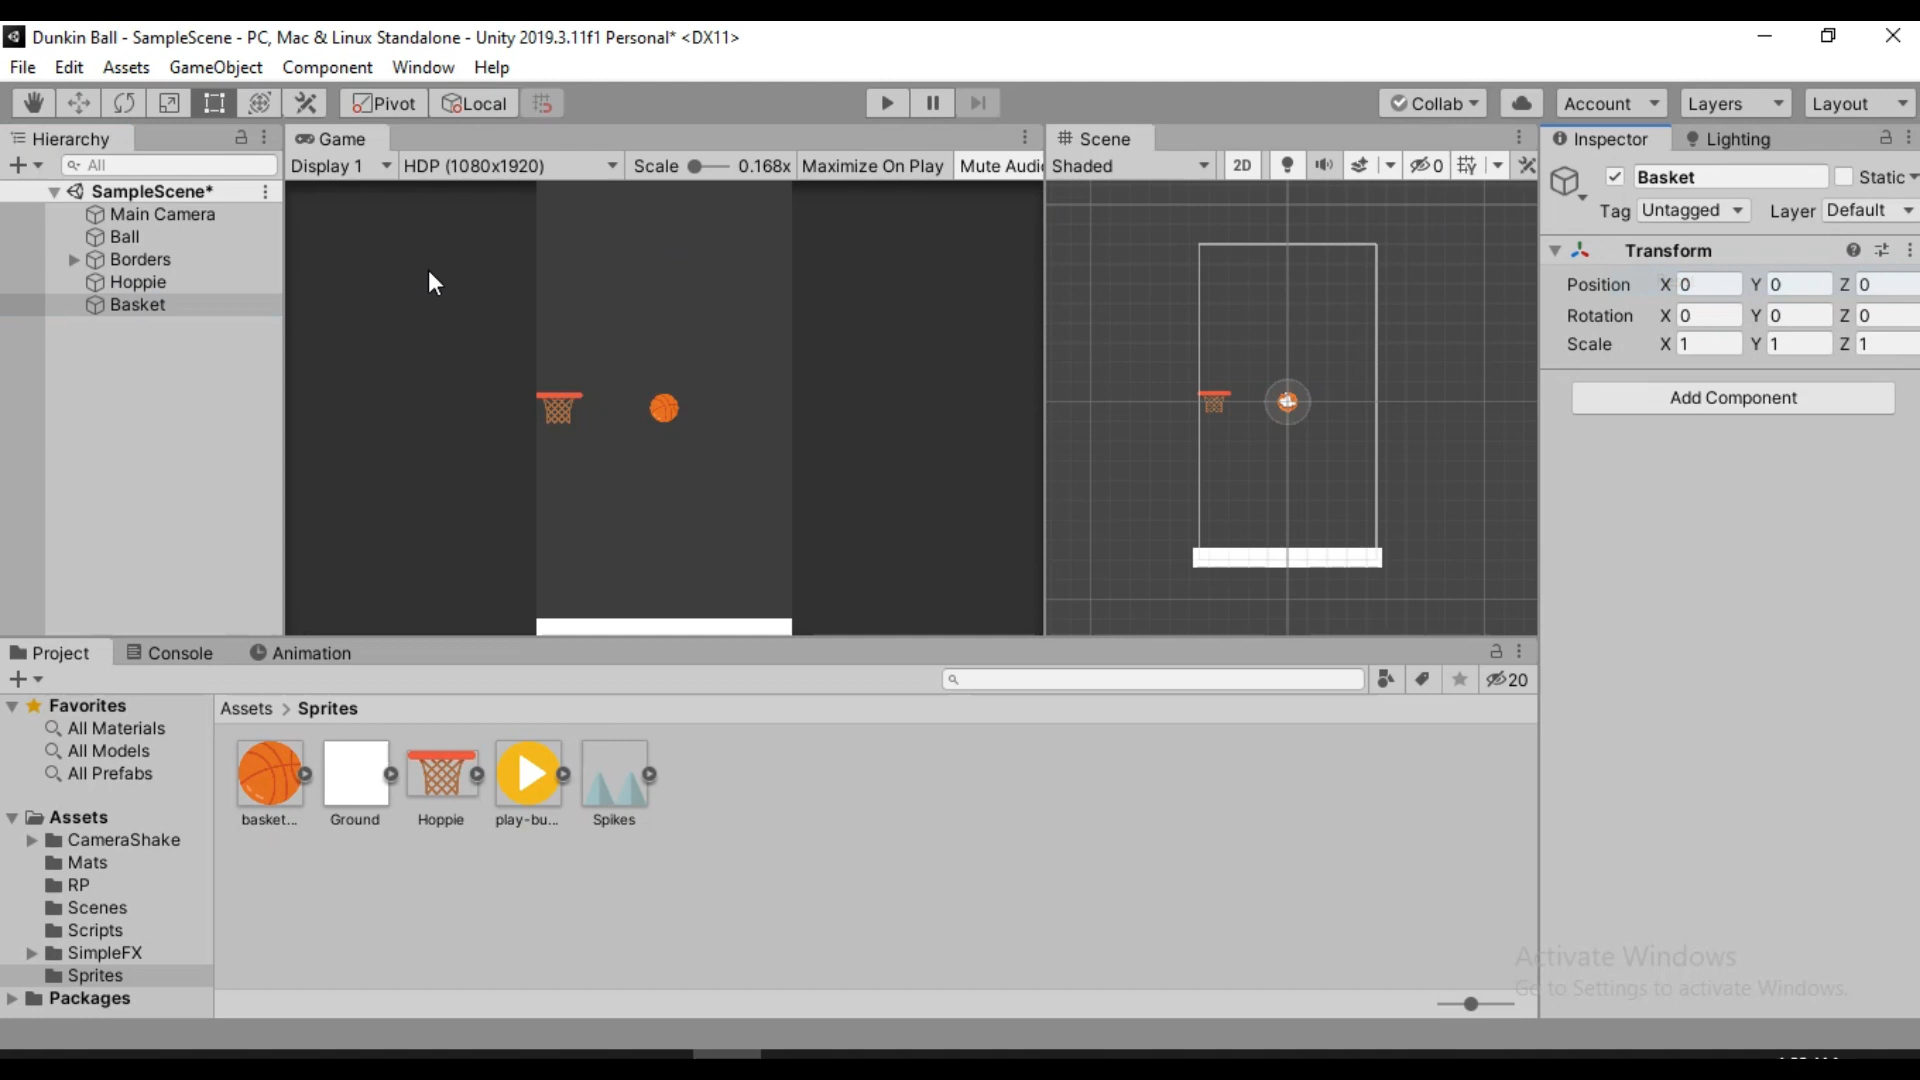 Dunkin Ball - SampleScene - PC, Mac & Linux Standalone - Unity 2019.3.11f1 Personal* <DX11>
File Edit Assets GameObject Component Window Help
Pivot Local Collab Account Layers Layout
Hierarchy Game Scene Inspector Lighting
All Display 1 HDP (1080x1920) Scale 0.168x Maximize On Play Mute Audi Shaded 2D 0 Basket Static
SampleScene* Tag Untagged Layer Default
Main Camera
Ball
Borders
Hoppie
Basket
Transform
Position X 0 Y 0 Z 0
Rotation X 0 Y 0 Z 0
Scale X 1 Y 1 Z 1
Add Component
Project Console Animation
20
Favorites
All Materials
All Models
All Prefabs
Assets
CameraShake
Mats
RP
Scenes
Scripts
SimpleFX
Sprites
Packages
Assets > Sprites
basket... Ground Hoppie play-bu... Spikes
Activate Windows
Go to Settings to activate Windows.